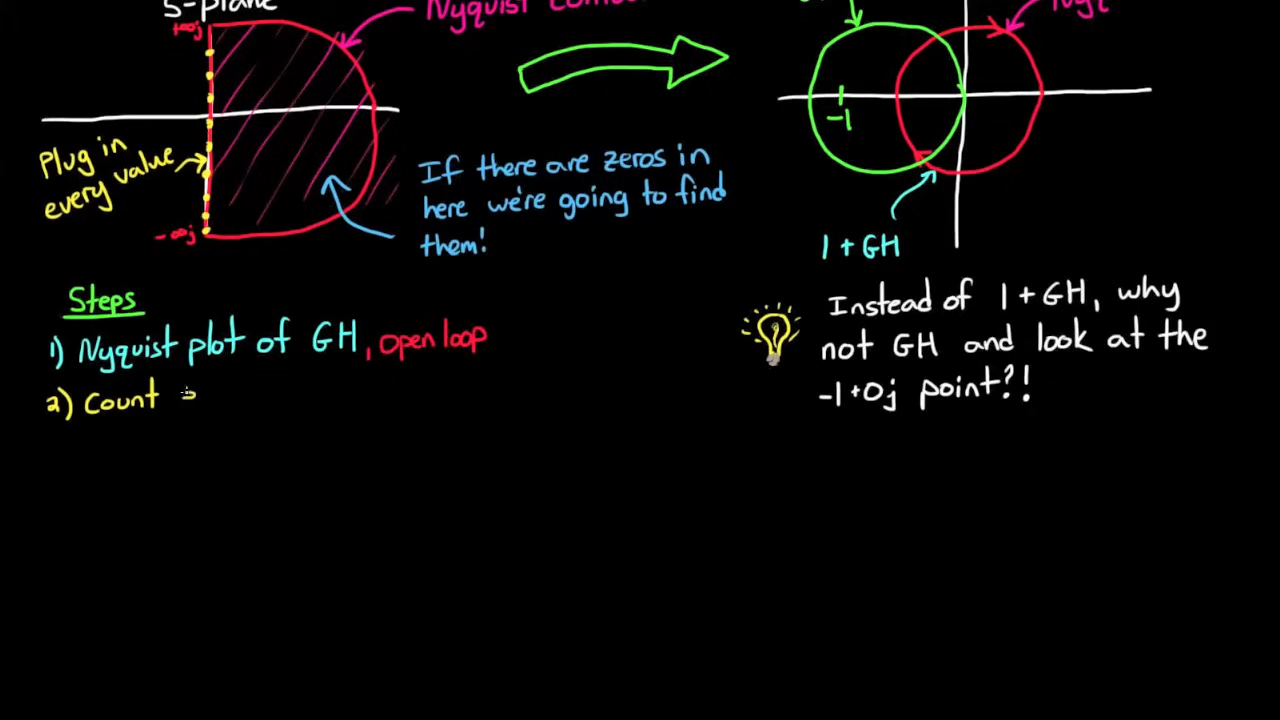 S-plane
Nyquist
+∞j
-1
Plug in
every value
-∞j
If there are zeros in
here we're going to find
them!
1 + GH
Steps
1) Nyquist plot of GH, open loop
2) Count
Instead of 1 + GH, why
not GH and look at the
-1+0j point?!